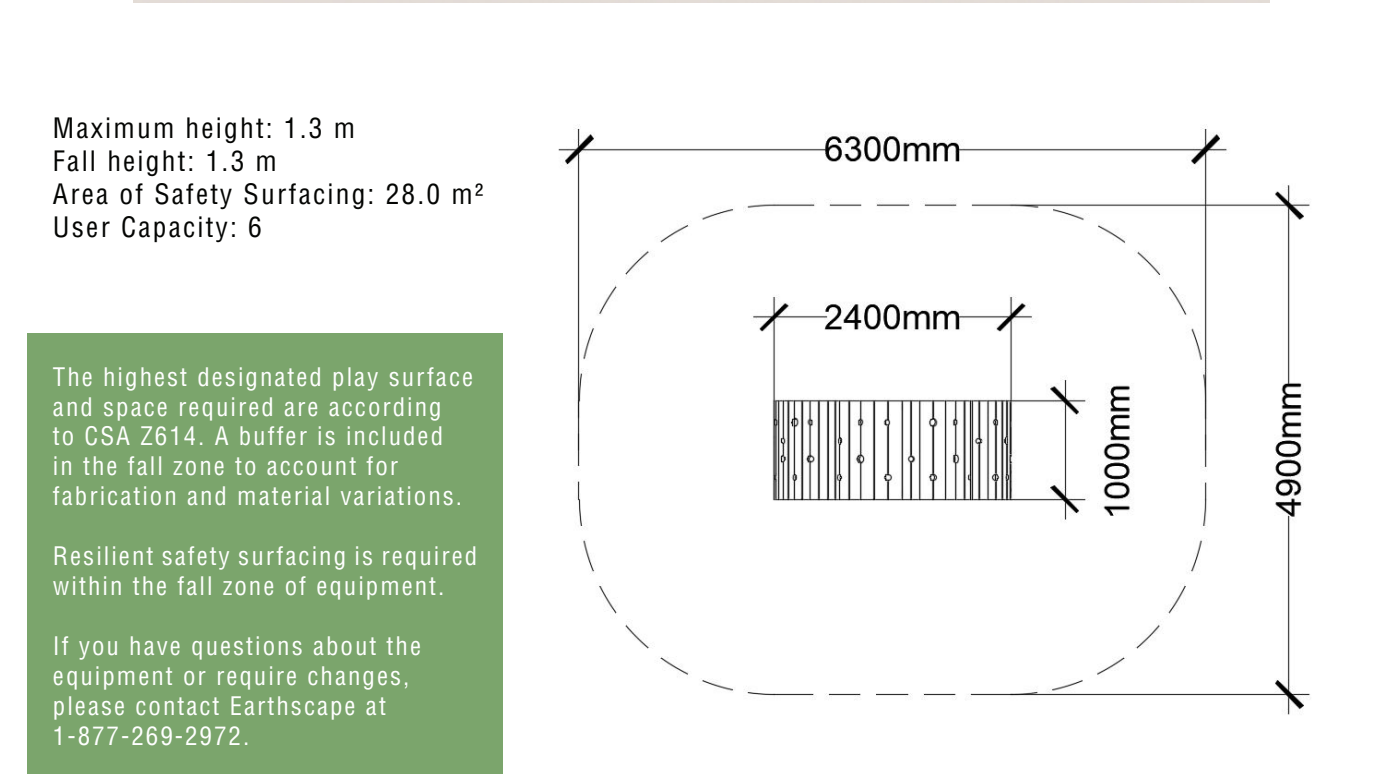 Maximum height: 1.3 m
Fall height: 1.3 m
Area of Safety Surfacing: 28.0 m²
User Capacity: 6
The highest designated play surface
and space required are according
to CSA Z614. A buffer is included
in the fall zone to account for
fabrication and material variations.
Resilient safety surfacing is required
within the fall zone of equipment.
If you have questions about the
equipment or require changes,
please contact Earthscape at
1-877-269-2972.
6300mm
2400mm
1000mm
4900mm